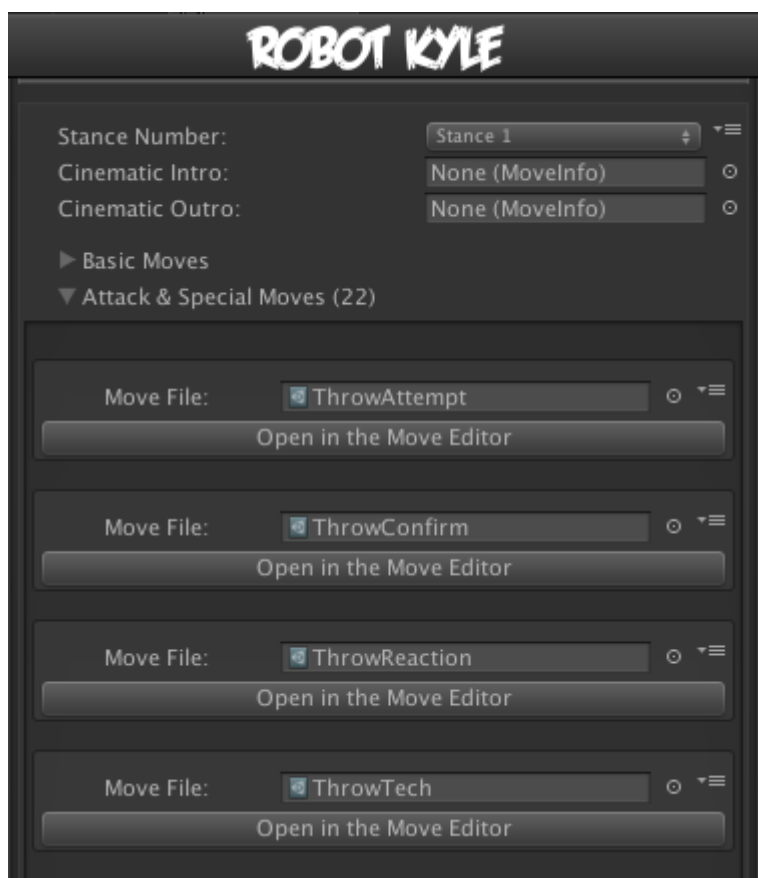 ROBOT KYLE
Stance Number: Stance 1
Cinematic Intro: None (MoveInfo)
Cinematic Outro: None (MoveInfo)
Basic Moves
Attack & Special Moves (22)
Move File: ThrowAttempt
Open in the Move Editor
Move File: ThrowConfirm
Open in the Move Editor
Move File: ThrowReaction
Open in the Move Editor
Move File: ThrowTech
Open in the Move Editor